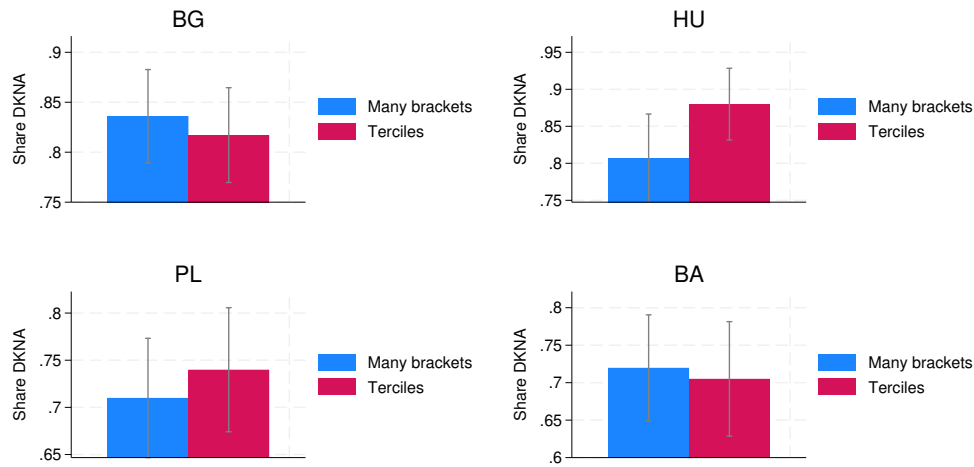 BG
Share DKNA
.9
.85
.8
.75
Many brackets
Terciles
HU
Share DKNA
.95
.9
.85
.8
.75
Many brackets
Terciles
PL
Share DKNA
.8
.75
.7
.65
Many brackets
Terciles
BA
Share DKNA
.8
.75
.7
.65
.6
Many brackets
Terciles